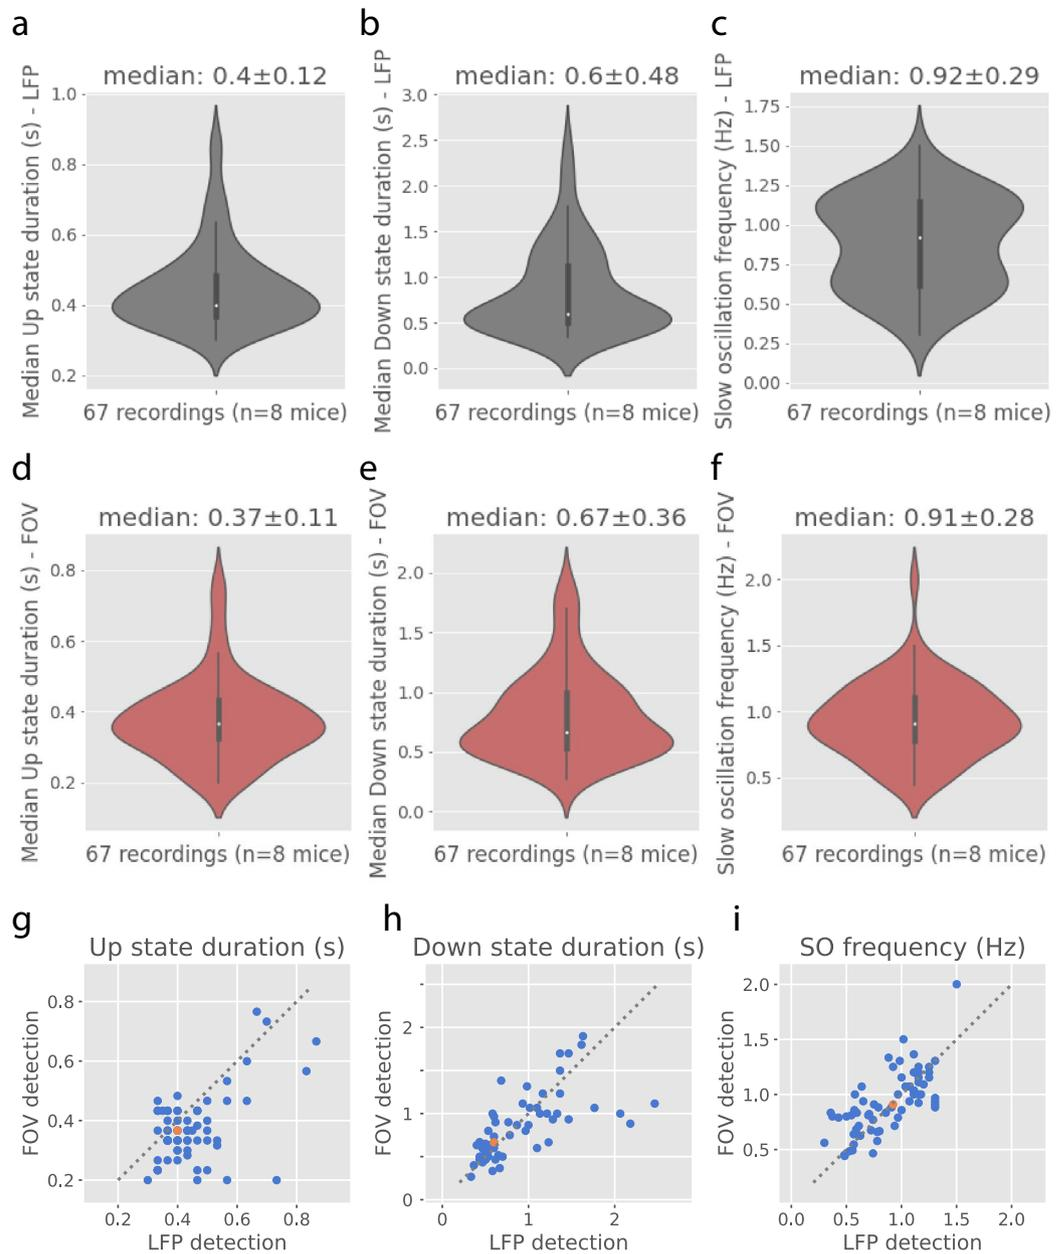 a
median: 0.4±0.12
Median Up state duration (s) - LFP
1.0
0.8
0.6
0.4
0.2
67 recordings (n=8 mice)
b
median: 0.6±0.48
Median Down state duration (s) - LFP
3.0
2.5
2.0
1.5
1.0
0.5
0.0
67 recordings (n=8 mice)
c
median: 0.92±0.29
Slow oscillation frequency (Hz) - LFP
1.75
1.50
1.25
1.00
0.75
0.50
0.25
0.00
67 recordings (n=8 mice)
d
median: 0.37±0.11
Median Up state duration (s) - FOV
0.8
0.6
0.4
0.2
67 recordings (n=8 mice)
e
median: 0.67±0.36
Median Down state duration (s) - FOV
2.0
1.5
1.0
0.5
0.0
67 recordings (n=8 mice)
f
median: 0.91±0.28
Slow oscillation frequency (Hz) - FOV
2.0
1.5
1.0
0.5
67 recordings (n=8 mice)
g
Up state duration (s)
FOV detection
0.8
0.6
0.4
0.2
0.2 0.4 0.6 0.8
LFP detection
h
Down state duration (s)
FOV detection
2
1
0
0 1 2
LFP detection
i
SO frequency (Hz)
FOV detection
2.0
1.5
1.0
0.5
0.0 0.5 1.0 1.5 2.0
LFP detection